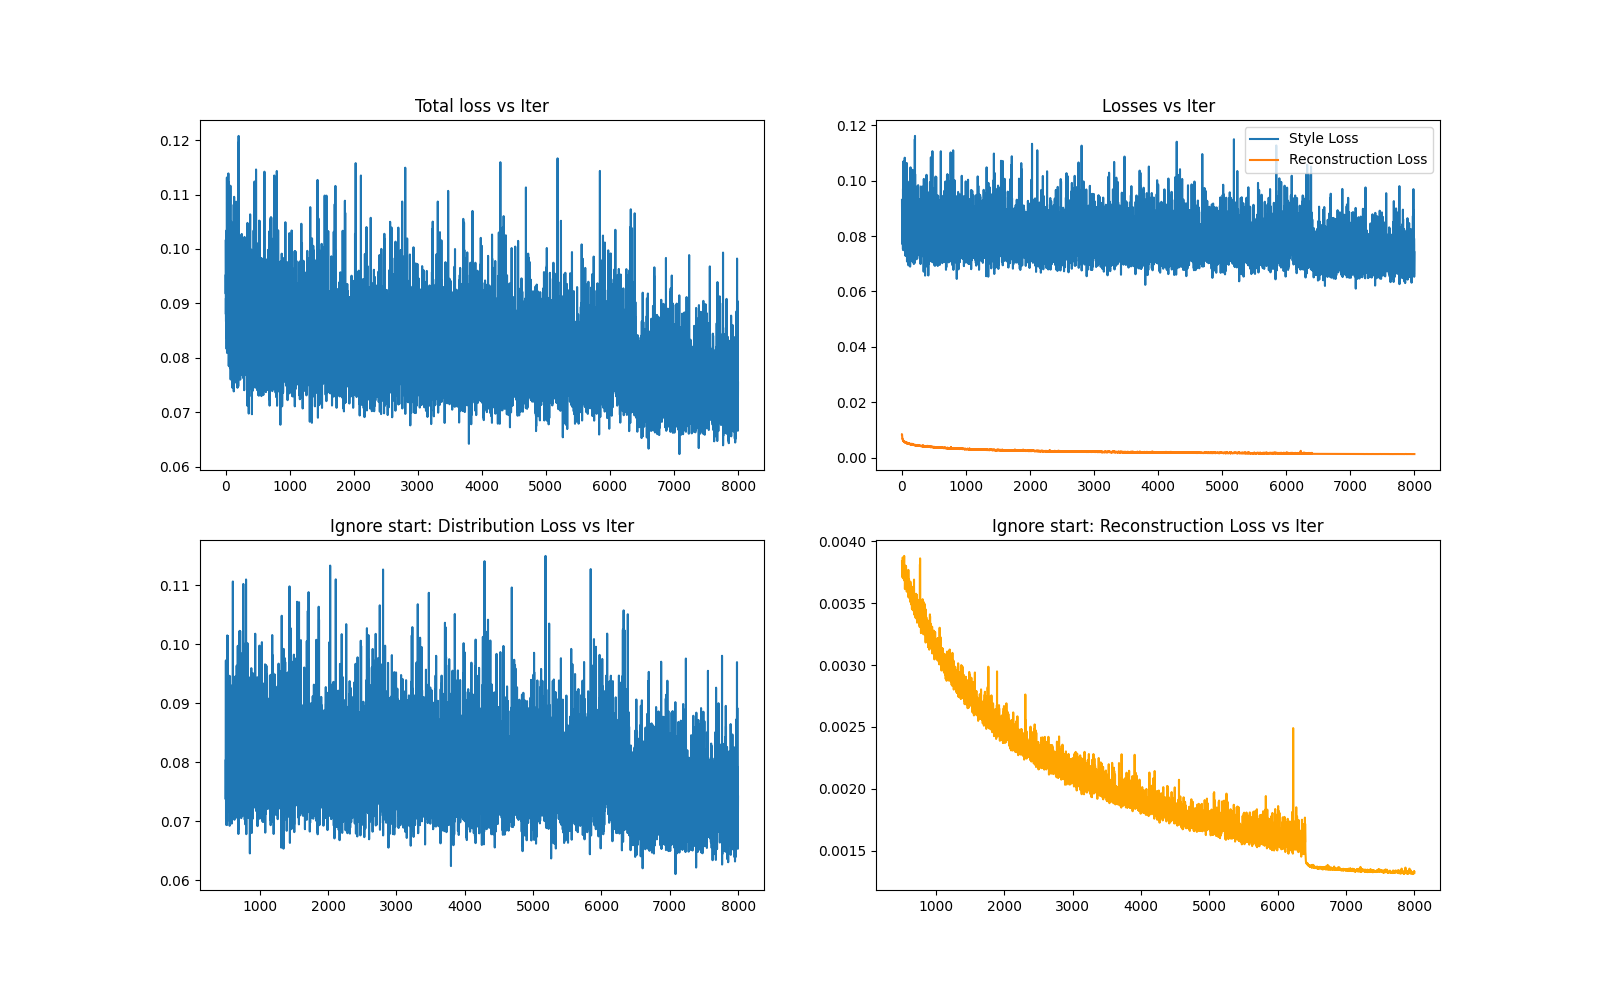 Total loss vs Iter
0.12
0.11
0.10
0.09
0.08
0.07
0.06
0 1000 2000 3000 4000 5000 6000 7000 8000
Losses vs Iter
Style Loss
Reconstruction Loss
0.12
0.10
0.08
0.06
0.04
0.02
0.00
0 1000 2000 3000 4000 5000 6000 7000 8000
Ignore start: Distribution Loss vs Iter
0.11
0.10
0.09
0.08
0.07
0.06
1000 2000 3000 4000 5000 6000 7000 8000
Ignore start: Reconstruction Loss vs Iter
0.0040
0.0035
0.0030
0.0025
0.0020
0.0015
1000 2000 3000 4000 5000 6000 7000 8000